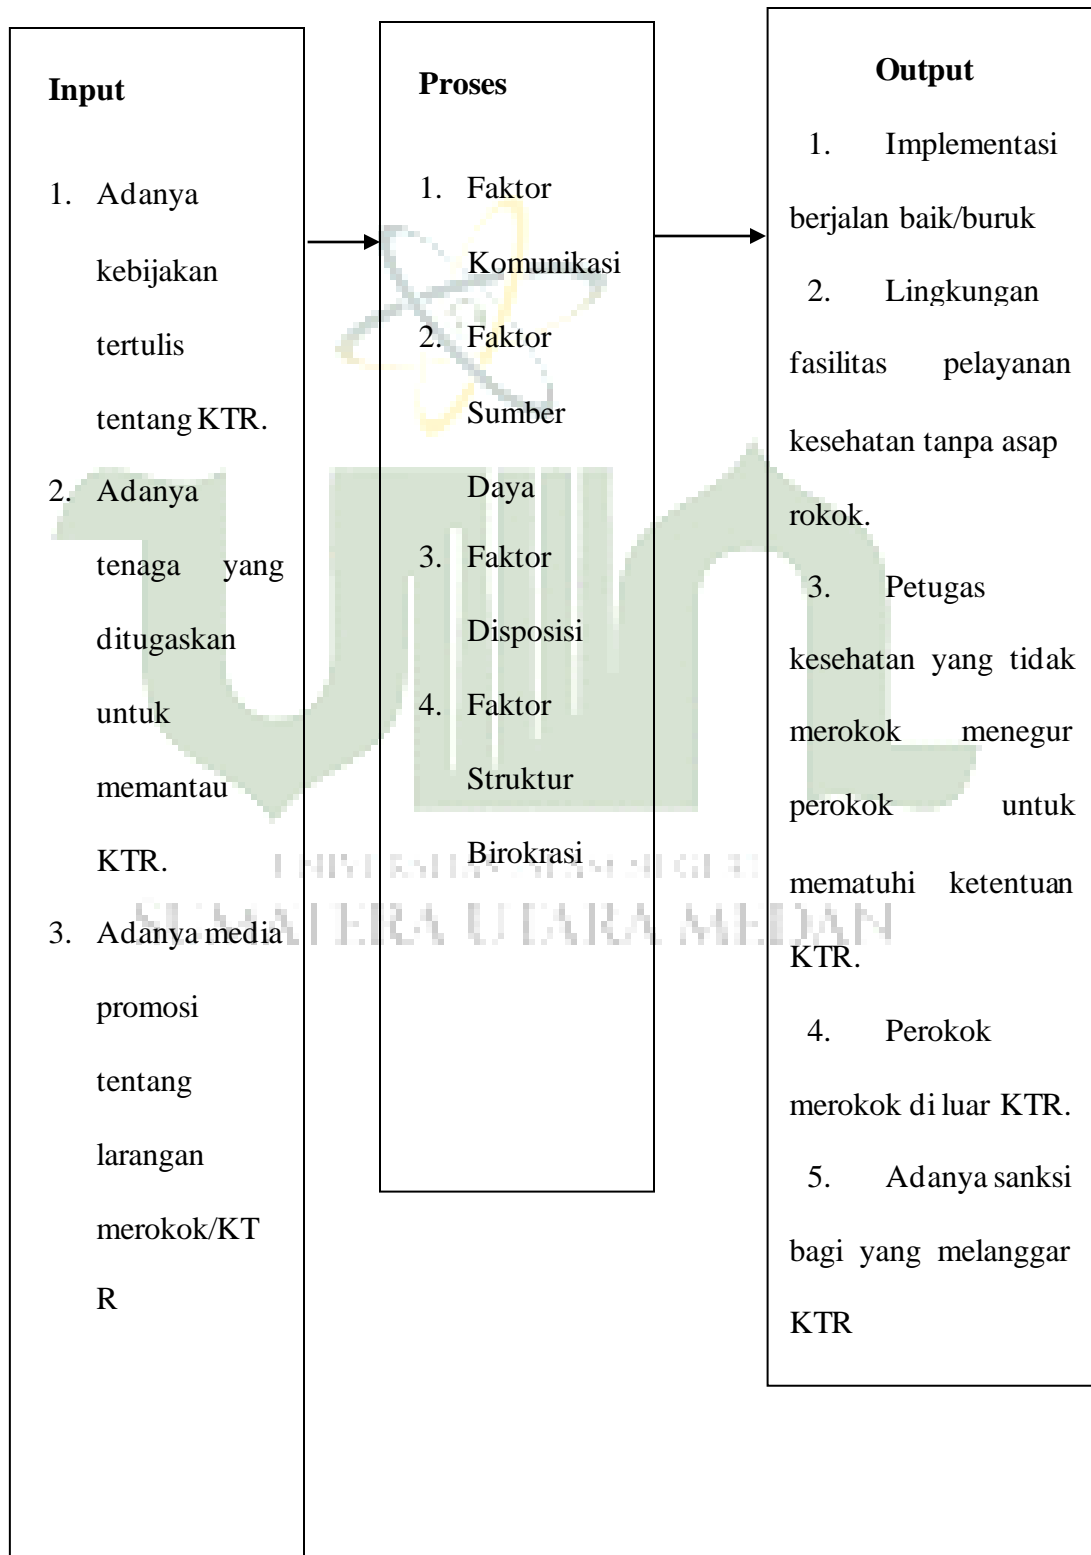 Input
1. Adanya
kebijakan
tertulis
tentang KTR.
2. Adanya
tenaga yang
ditugaskan
untuk
memantau
KTR.
3. Adanya media
promosi
tentang
larangan
merokok/KT
R
Proses
1. Faktor
Komunikasi
2. Faktor
Sumber
Daya
3. Faktor
Disposisi
4. Faktor
Struktur
Birokrasi
Output
1. Implementasi
berjalan baik/buruk
2. Lingkungan
fasilitas pelayanan
kesehatan tanpa asap
rokok.
3. Petugas
kesehatan yang tidak
merokok menegur
perokok untuk
mematuhi ketentuan
KTR.
4. Perokok
merokok di luar KTR.
5. Adanya sanksi
bagi yang melanggar
KTR
SUMATERA UTARA MEDAN